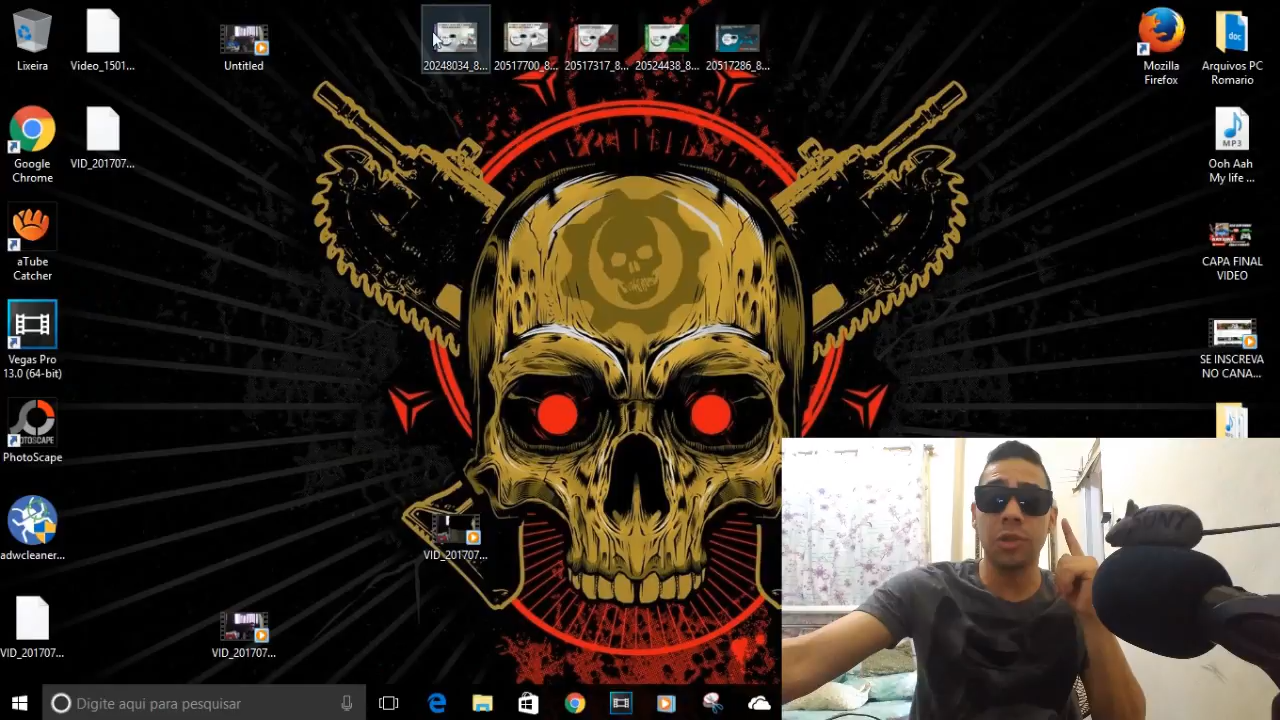 Lixeira
Video_1501...
Untitled
20248034_8...
20517700_8...
20517317_8...
20524438_8...
20517286_8...
Mozilla
Firefox
Arquivos PC
Romario
Google
Chrome
VID_201707...
MP3
Ooh Aah
My life ...
aTube
Catcher
CAPA FINAL
VIDEO
Vegas Pro
13.0 (64-bit)
SE INSCREVA
NO CANA...
PhotoScape
adwcleaner...
VID_201707...
VID_201707...
VID_201707...
Digite aqui para pesquisar
doc